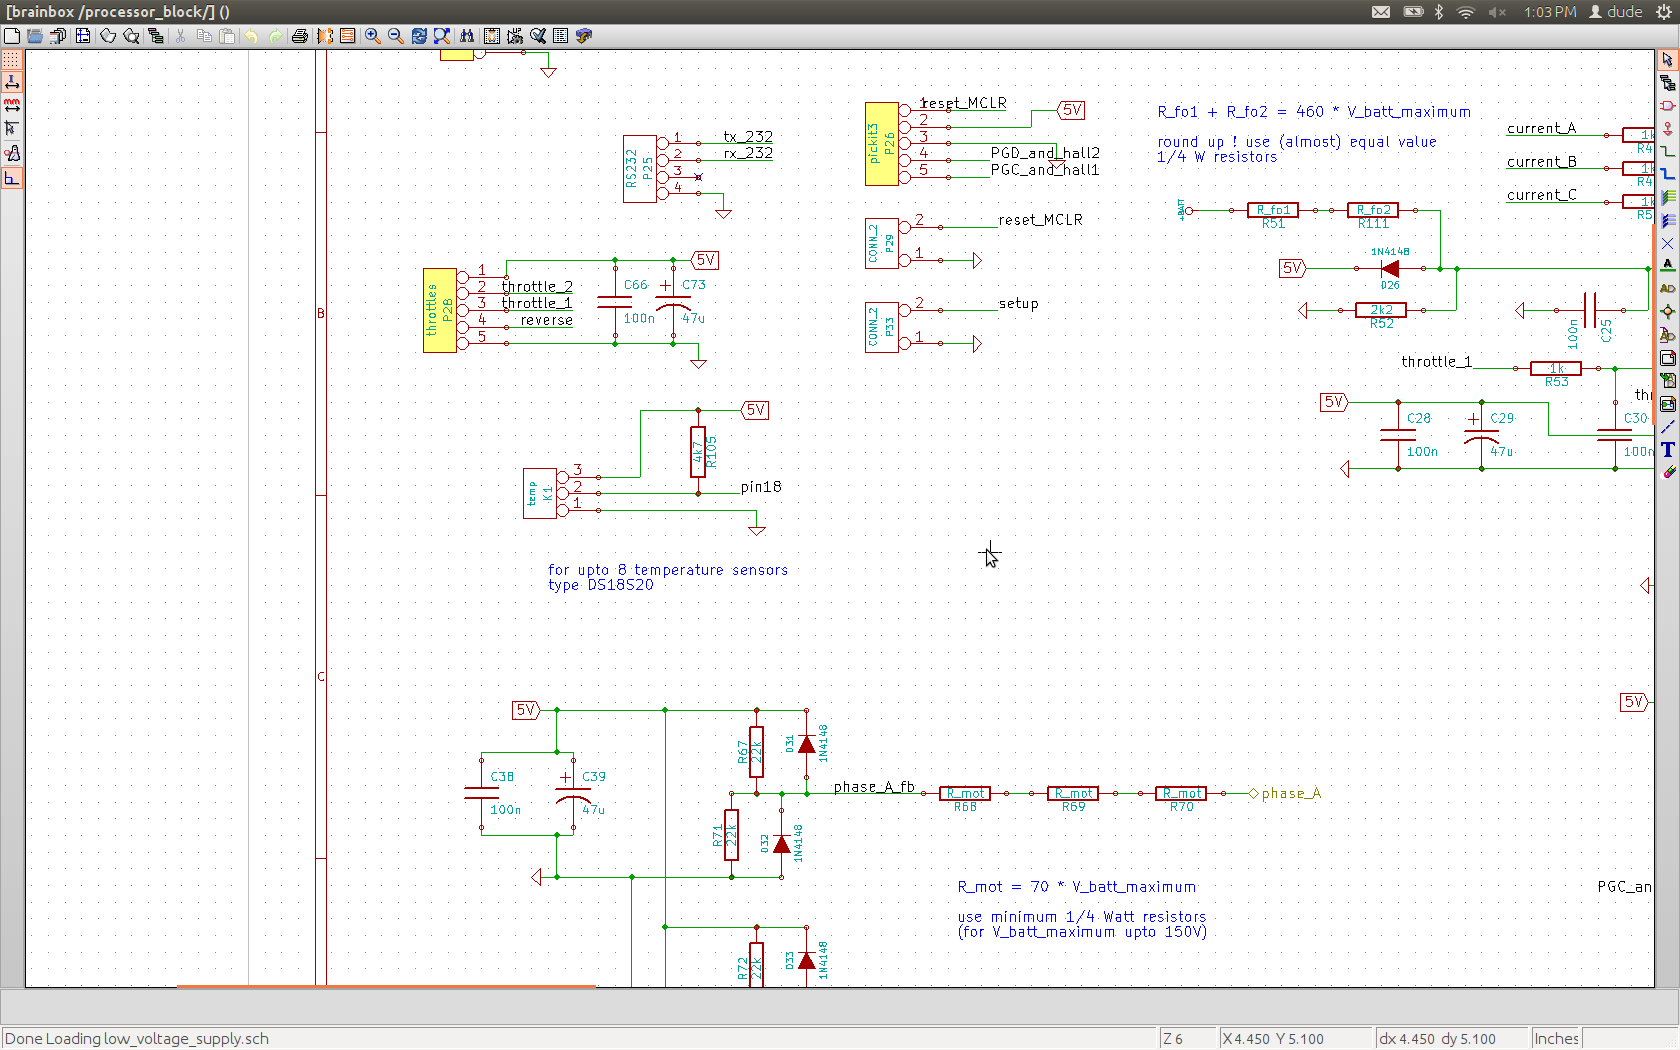 [brainbox /processor_block/] ()
1:03 PM dude
1 reset_MCLR
2
3
4 PGD_and_hall2
5 PGC_and_hall1
pickit3
P26
5V
R_fo1 + R_fo2 = 460 * V_batt_maximum
round up ! use (almost) equal value
1/4 W resistors
current_A
current_B
current_C
1k
R4
1k
R4
1k
R5
RS232
P25
1 tx_232
2 rx_232
3
4
CONN_2
P29
2 reset_MCLR
1
+BATT
R_fo1
R51
R_fo2
R111
5V
1N4148
D26
2k2
R52
100n
C25
throttles
P28
1
2 throttle_2
3 throttle_1
4 reverse
5
5V
C66
100n
C73
47u
CONN_2
P33
2 setup
1
throttle_1
1k
R53
thr
5V
C28
100n
C29
47u
C30
100n
B
5V
4k7
R105
temp
K1
3
2
1
pin18
for upto 8 temperature sensors
type DS18S20
C
5V
5V
C38
100n
C39
47u
R67
22k
D31
1N4148
phase_A_fb
R_mot
R68
R_mot
R69
R_mot
R70
phase_A
R71
22k
D32
1N4148
R_mot = 70 * V_batt_maximum
use minimum 1/4 Watt resistors
(for V_batt_maximum upto 150V)
PGC_an
R72
22k
D33
1N4148
Done Loading low_voltage_supply.sch
Z 6
X 4.450 Y 5.100
dx 4.450 dy 5.100
Inches